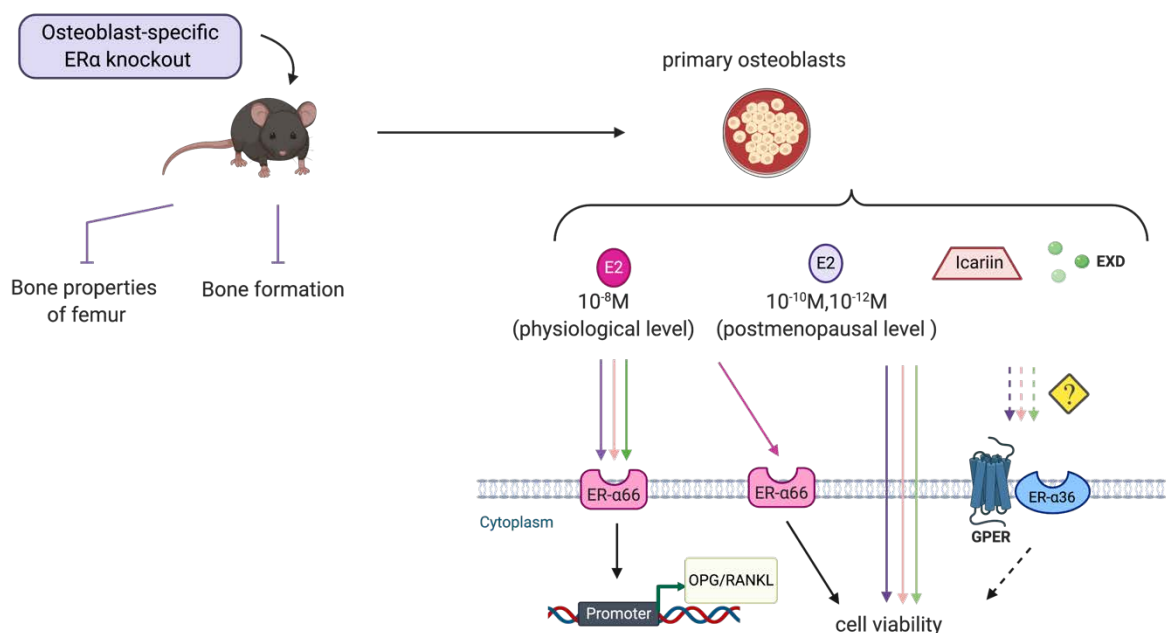 Osteoblast-specific
ERα knockout
primary osteoblasts
Bone properties
of femur
Bone formation
E2
10⁻⁸M
(physiological level)
E2
10⁻¹⁰M,10⁻¹²M
(postmenopausal level )
Icariin
EXD
?
ER-α66
ER-α66
GPER
ER-α36
Cytoplasm
OPG/RANKL
Promoter
cell viability